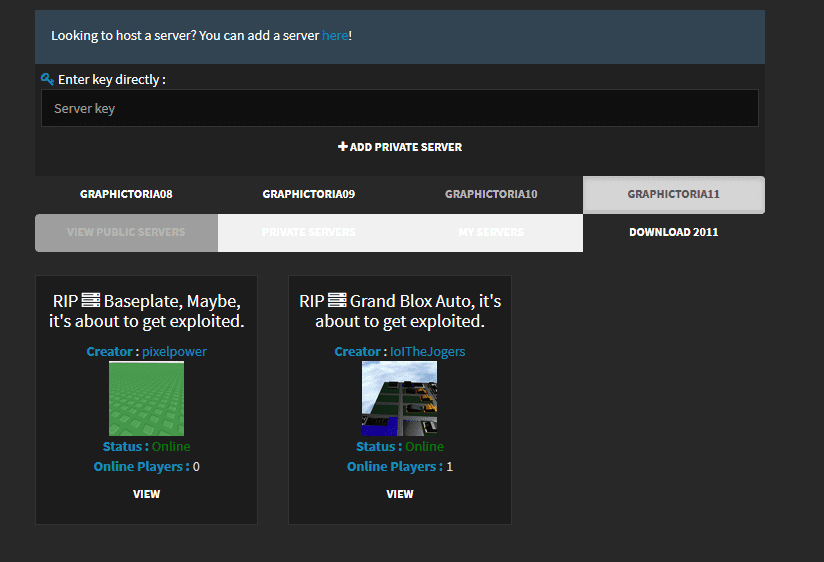 Looking to host a server? You can add a server here!
Enter key directly :
Server key
ADD PRIVATE SERVER
GRAPHICTORIA08 GRAPHICTORIA09 GRAPHICTORIA10 GRAPHICTORIA11
VIEW PUBLIC SERVERS PRIVATE SERVERS MY SERVERS DOWNLOAD 2011
RIP Baseplate, Maybe,
it's about to get exploited.
Creator : pixelpower
Status : Online
Online Players : 0
VIEW
RIP Grand Blox Auto, it's
about to get exploited.
Creator : IoITheJogers
Status : Online
Online Players : 1
VIEW